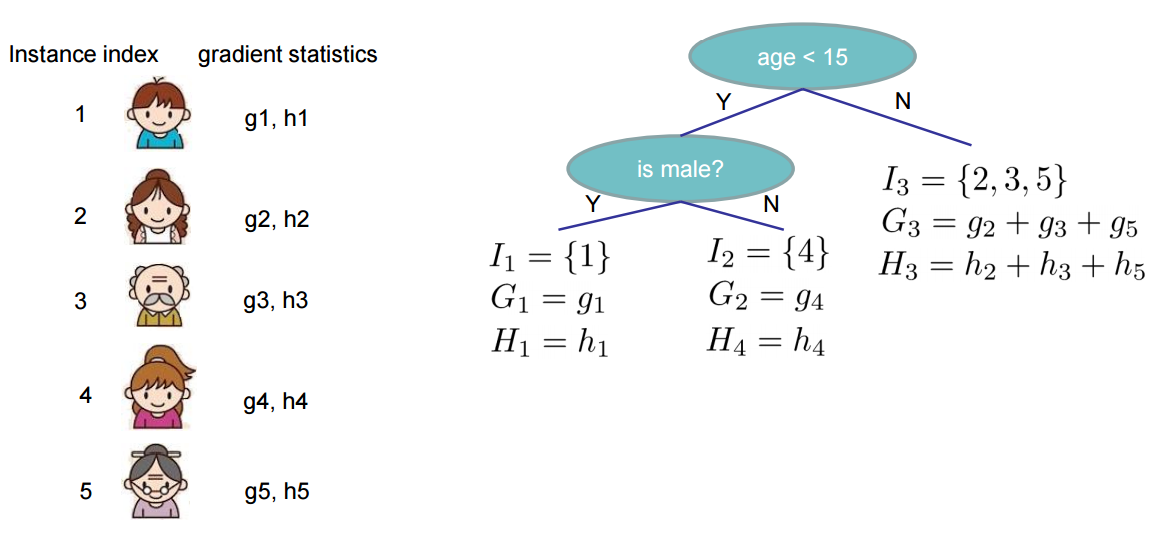 Instance index gradient statistics
1 g1, h1
2 g2, h2
3 g3, h3
4 g4, h4
5 g5, h5
age < 15
Y N
is male?
Y N
I₁ = {1}
G₁ = g₁
H₁ = h₁
I₂ = {4}
G₂ = g₄
H₄ = h₄
I₃ = {2, 3, 5}
G₃ = g₂ + g₃ + g₅
H₃ = h₂ + h₃ + h₅